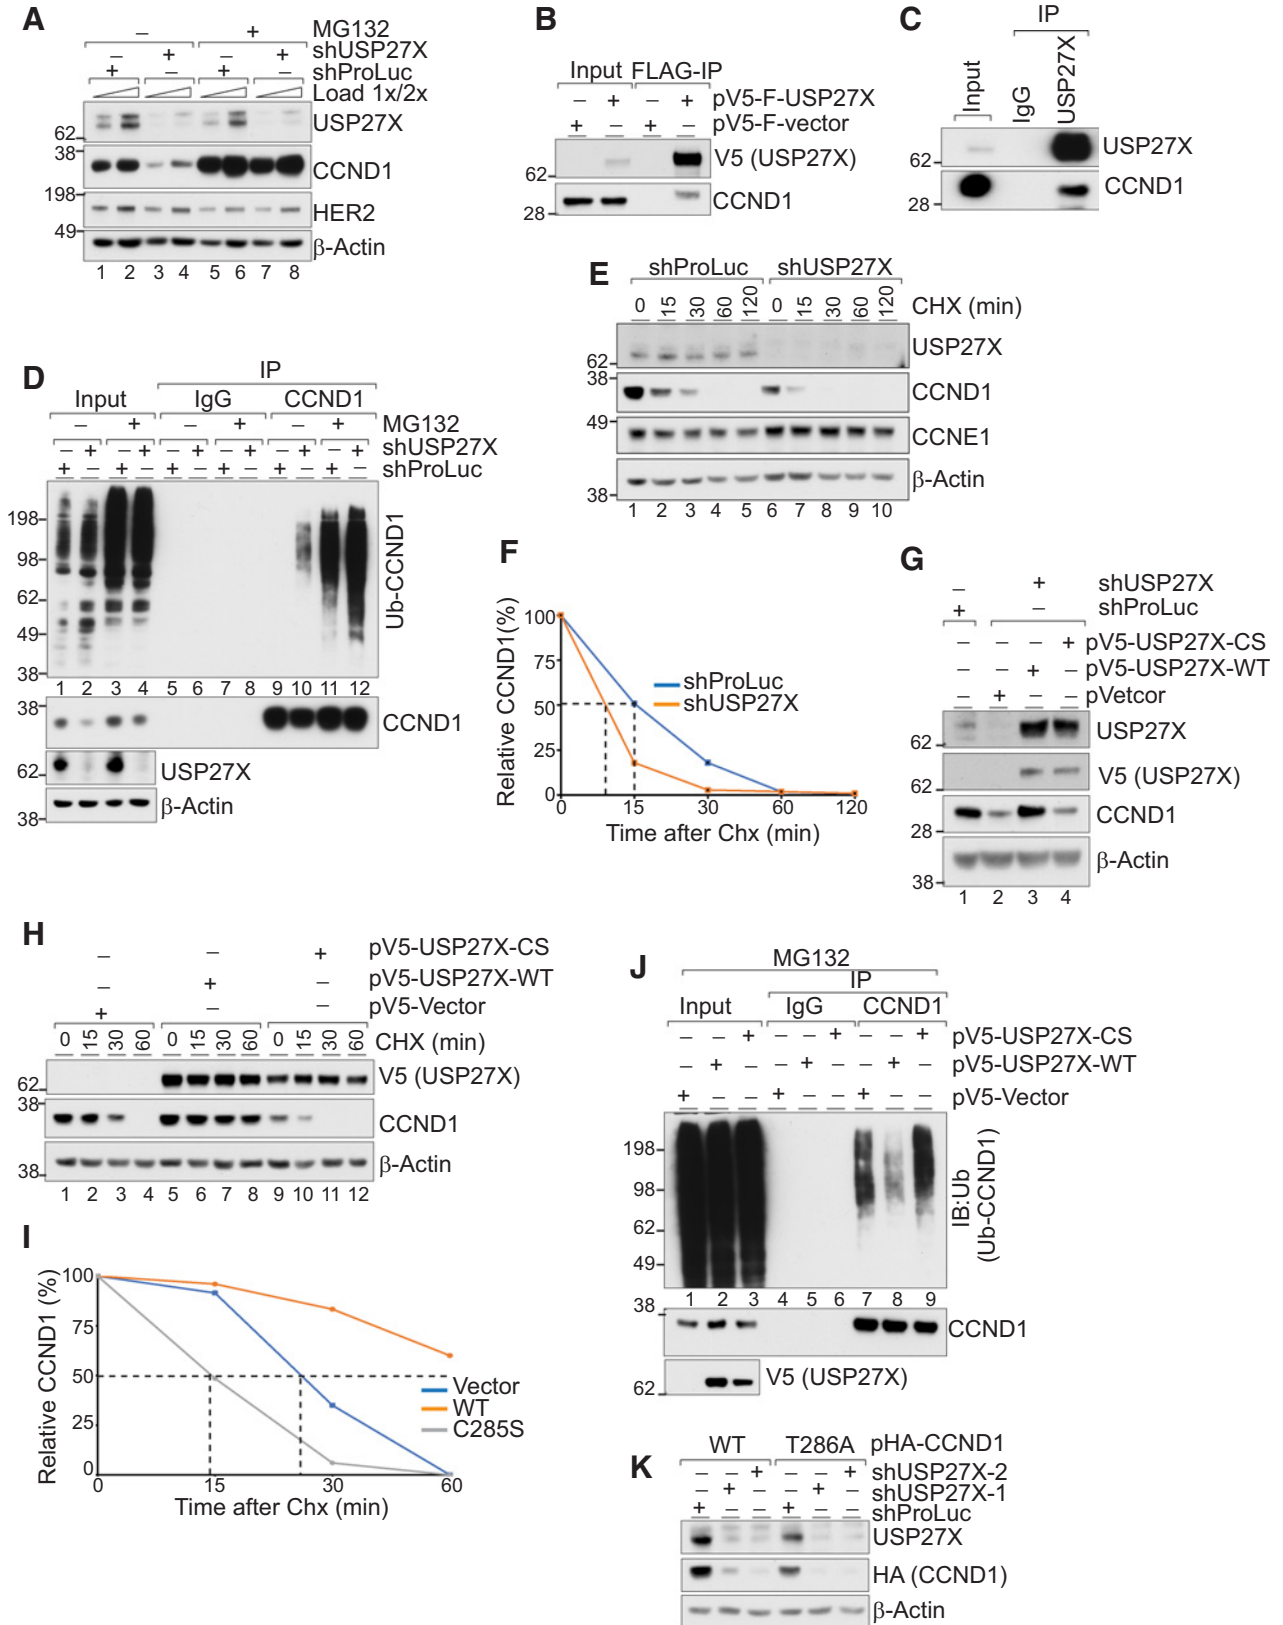 A
− + MG132
− + − + shUSP27X
+ − + − shProLuc
Load 1x/2x
USP27X
62
38
CCND1
198
HER2
49
β-Actin
1 2 3 4 5 6 7 8
B
Input FLAG-IP
− + − + pV5-F-USP27X
+ − + − pV5-F-vector
V5 (USP27X)
62
CCND1
28
C
IP
Input IgG USP27X
USP27X
62
CCND1
28
D
IP
Input IgG CCND1
− + − + − + MG132
− + − + − + − + − + − + shUSP27X
+ − + − + − + − + − + − shProLuc
198
98
62
49
38
Ub-CCND1
1 2 3 4 5 6 7 8 9 10 11 12
38
CCND1
62
USP27X
38
β-Actin
E
shProLuc shUSP27X
0 15 30 60 120 0 15 30 60 120 CHX (min)
USP27X
62
38
CCND1
49
CCNE1
β-Actin
38
1 2 3 4 5 6 7 8 9 10
F
Relative CCND1(%)
100
75
50
25
0
shProLuc
shUSP27X
0 15 30 60 120
Time after Chx (min)
G
− + shUSP27X
+ − shProLuc
− − − + pV5-USP27X-CS
− − + − pV5-USP27X-WT
− + − − pVetcor
USP27X
62
V5 (USP27X)
62
CCND1
28
β-Actin
38
1 2 3 4
H
− − + pV5-USP27X-CS
− + − pV5-USP27X-WT
+ − − pV5-Vector
0 15 30 60 0 15 30 60 0 15 30 60 CHX (min)
V5 (USP27X)
62
38
CCND1
β-Actin
38
1 2 3 4 5 6 7 8 9 10 11 12
I
Relative CCND1 (%)
100
75
50
25
0
Vector
WT
C285S
0 15 30 60
Time after Chx (min)
J
MG132
IP
Input IgG CCND1
− − + − − + − − + pV5-USP27X-CS
− + − − + − − + − pV5-USP27X-WT
+ − − + − − + − − pV5-Vector
198
98
62
49
IB:Ub
(Ub-CCND1)
1 2 3 4 5 6 7 8 9
38
CCND1
V5 (USP27X)
62
K
WT T286A pHA-CCND1
− − + − − + shUSP27X-2
− + − − + − shUSP27X-1
+ − − + − − shProLuc
USP27X
HA (CCND1)
β-Actin